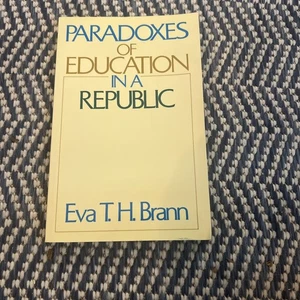 PARADOXES
OF
EDUCATION
IN A
REPUBLIC
Eva T. H. Brann